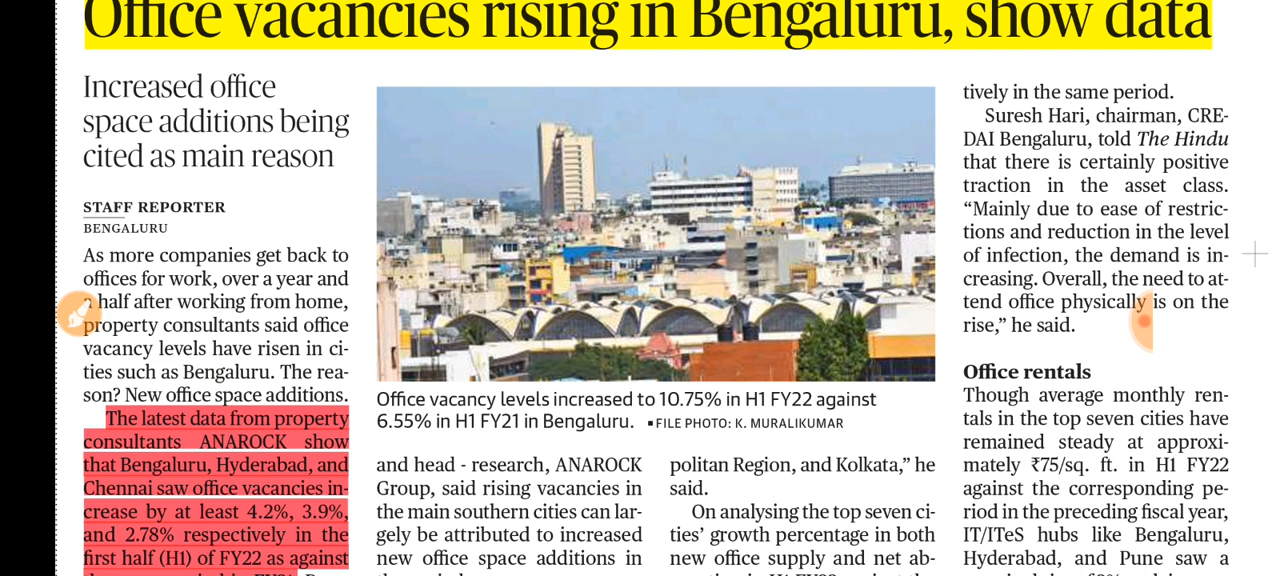 Office vacancies rising in Bengaluru, show data
Increased office
space additions being
cited as main reason
STAFF REPORTER
BENGALURU
As more companies get back to
offices for work, over a year and
a half after working from home,
property consultants said office
vacancy levels have risen in ci-
ties such as Bengaluru. The rea-
son? New office space additions.
The latest data from property
consultants ANAROCK show
that Bengaluru, Hyderabad, and
Chennai saw office vacancies in-
crease by at least 4.2%, 3.9%,
and 2.78% respectively in the
first half (H1) of FY22 as against
Office vacancy levels increased to 10.75% in H1 FY22 against
6.55% in H1 FY21 in Bengaluru. ▪FILE PHOTO: K. MURALIKUMAR
and head - research, ANAROCK
Group, said rising vacancies in
the main southern cities can lar-
gely be attributed to increased
new office space additions in
politan Region, and Kolkata,” he
said.
On analysing the top seven ci-
ties’ growth percentage in both
new office supply and net ab-
tively in the same period.
Suresh Hari, chairman, CRE-
DAI Bengaluru, told The Hindu
that there is certainly positive
traction in the asset class.
“Mainly due to ease of restric-
tions and reduction in the level
of infection, the demand is in-
creasing. Overall, the need to at-
tend office physically is on the
rise,” he said.
Office rentals
Though average monthly ren-
tals in the top seven cities have
remained steady at approxi-
mately ₹75/sq. ft. in H1 FY22
against the corresponding pe-
riod in the preceding fiscal year,
IT/ITeS hubs like Bengaluru,
Hyderabad, and Pune saw a